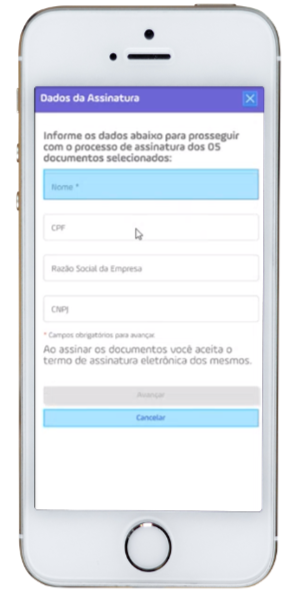 Dados da Assinatura
Informe os dados abaixo para prosseguir
com o processo de assinatura dos 05
documentos selecionados:
Nome *
CPF
Razão Social da Empresa
CNPJ
* Campos obrigatórios para avançar.
Ao assinar os documentos você aceita o
termo de assinatura eletrônica dos mesmos.
Avançar
Cancelar